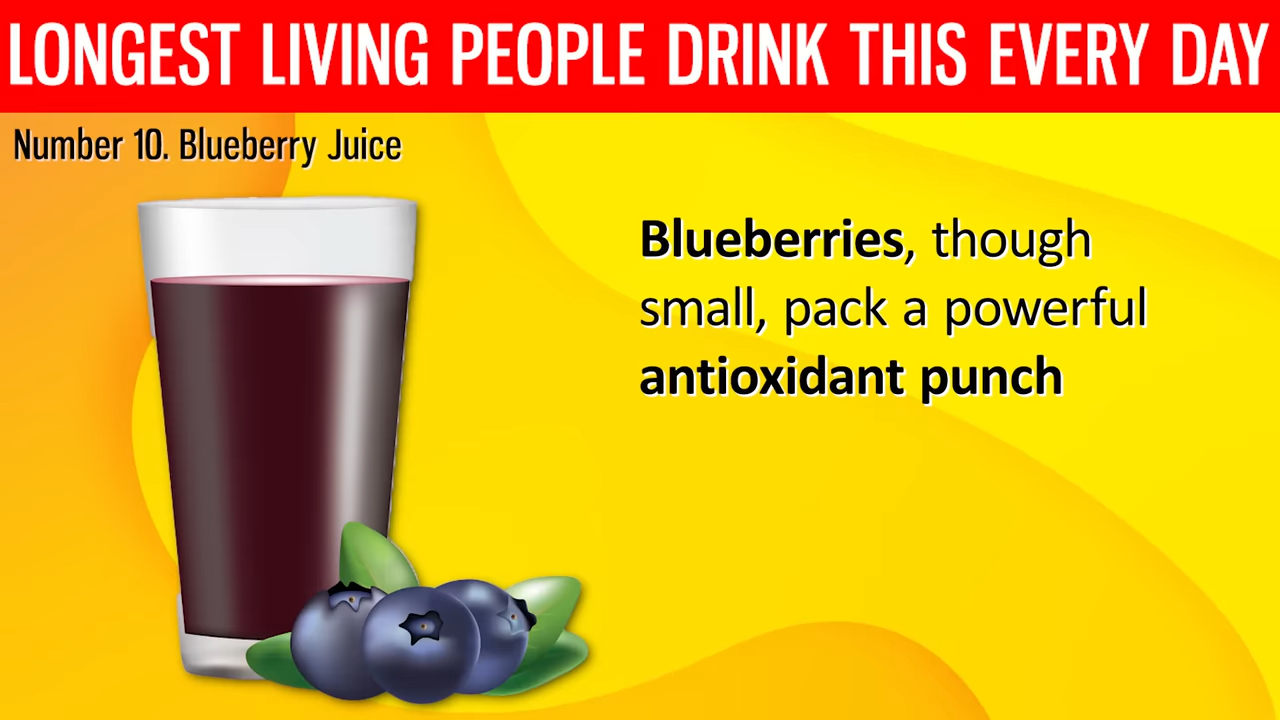 LONGEST LIVING PEOPLE DRINK THIS EVERY DAY
Number 10. Blueberry Juice
Blueberries, though
small, pack a powerful
antioxidant punch